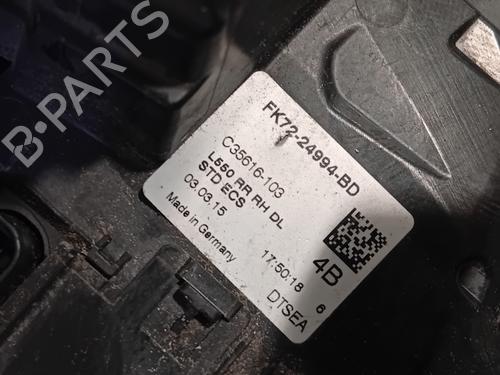 FK72-24994-BD
C35616-103
L550 RR RH DL
STD ECS
03.03.15
Made in Germany
17:50:18 6
4B
DTSEA
B PARTS